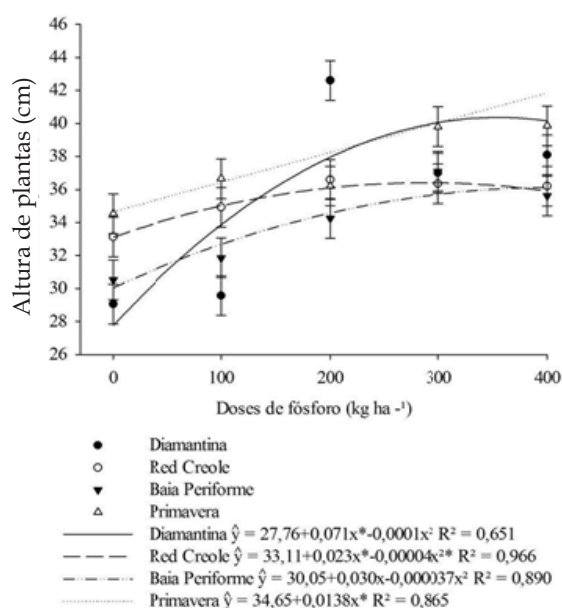 Altura de plantas (cm)
44
42
40
38
36
34
32
30
28
26
0 100 200 300 400
Doses de fósforo (kg ha -¹)
Diamantina
Red Creole
Baia Periforme
Primavera
Diamantina ŷ = 27,76+0,071x*-0,0001x² R² = 0,651
Red Creole ŷ = 33,11+0,023x*-0,00004x²* R² = 0,966
Baia Periforme ŷ = 30,05+0,030x-0,000037x² R² = 0,890
Primavera ŷ = 34,65+0,0138x* R² = 0,865